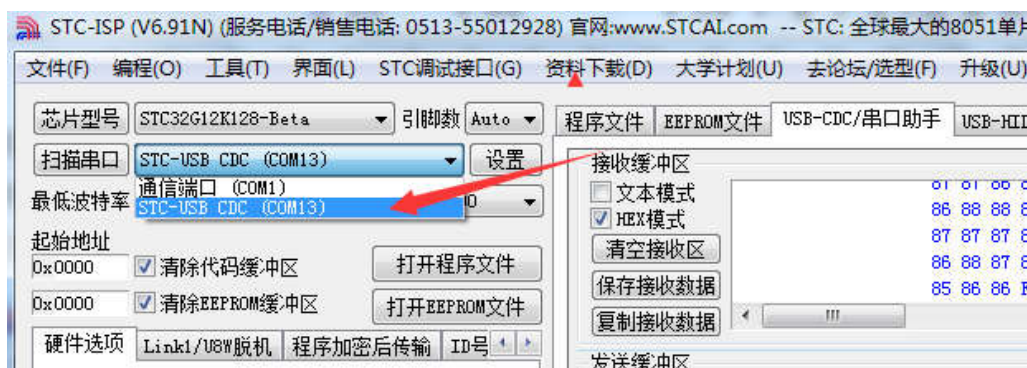 STC-ISP (V6.91N) (服务电话/销售电话: 0513-55012928) 官网:www.STCAI.com -- STC: 全球最大的8051单片
文件(F) 编程(O) 工具(T) 界面(L) STC调试接口(G) 资料下载(D) 大学计划(U) 去论坛/选型(F) 升级(U)
芯片型号 STC32G12K128-Beta 引脚数 Auto
扫描串口 STC-USB CDC (COM13) 设置
通信端口 (COM1)
STC-USB CDC (COM13)
最低波特率
起始地址
0x0000 清除代码缓冲区 打开程序文件
0x0000 清除EEPROM缓冲区 打开EEPROM文件
硬件选项 Link1/U8W脱机 程序加密后传输 ID号
程序文件 EEPROM文件 USB-CDC/串口助手 USB-HID
接收缓冲区
文本模式
HEX模式
清空接收区
保存接收数据
复制接收数据
86 88 88
87 87 87
86 88 87
85 86 86
发送缓冲区